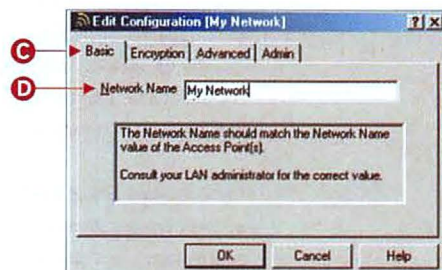 Edit Configuration [My Network]
C
Basic Encryption Advanced Admin
D
Network Name My Network
The Network Name should match the Network Name
value of the Access Point(s).
Consult your LAN administrator for the correct value.
OK Cancel Help